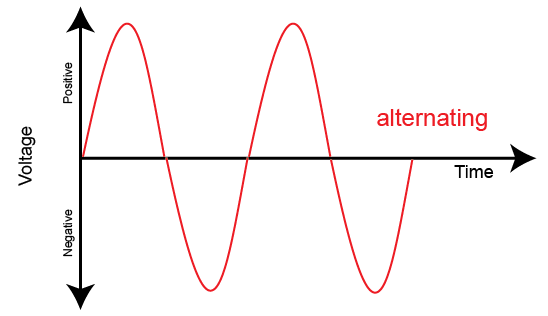 Positive
alternating
Voltage
Time
Negative